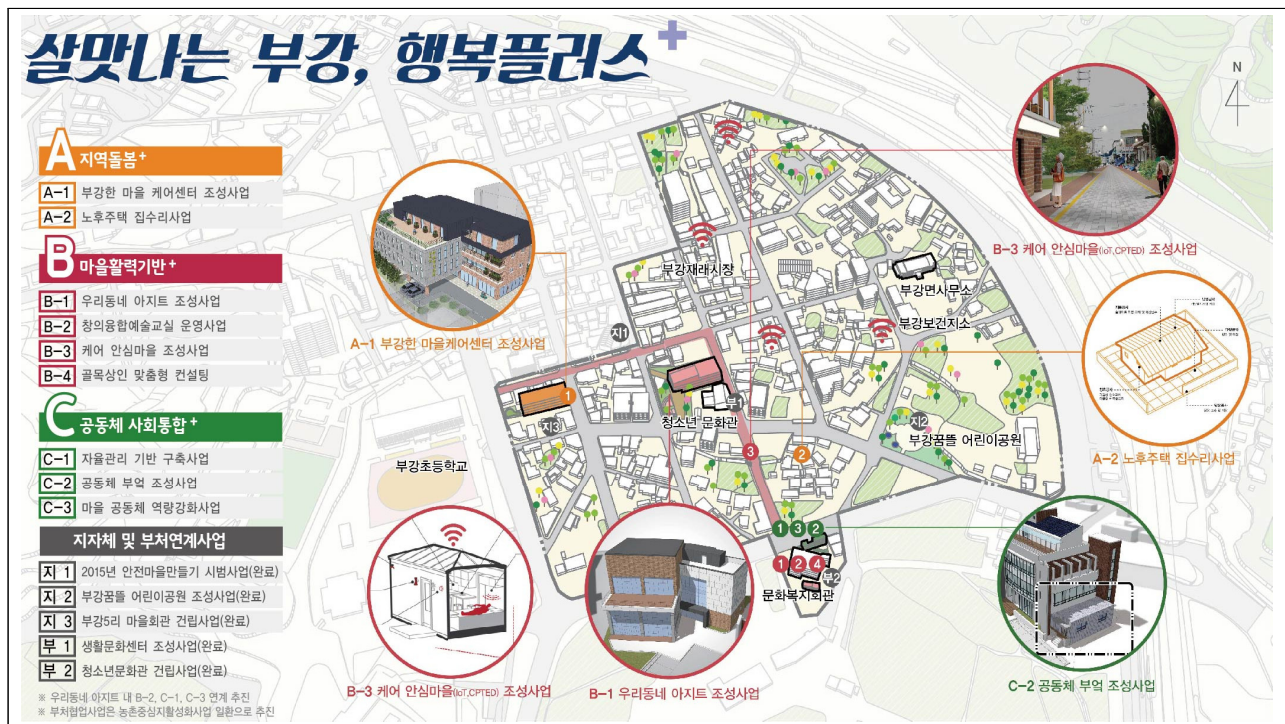 살맛나는 부강, 행복플러스+
N
A 지역돌봄+
A-1 부강한 마을 케어센터 조성사업
A-2 노후주택 집수리사업
B 마을활력기반+
B-1 우리동네 아지트 조성사업
B-2 창의융합예술교실 운영사업
B-3 케어 안심마을 조성사업
B-4 골목상인 맞춤형 컨설팅
C 공동체 사회통합+
C-1 자율관리 기반 구축사업
C-2 공동체 부엌 조성사업
C-3 마을 공동체 역량강화사업
지자체 및 부처연계사업
지 1 2015년 안전마을만들기 시범사업(완료)
지 2 부강꿈뜰 어린이공원 조성사업(완료)
지 3 부강5리 마을회관 건립사업(완료)
부 1 생활문화센터 조성사업(완료)
부 2 청소년문화관 건립사업(완료)
※ 우리동네 아지트 내 B-2, C-1, C-3 연계 추진
※ 부처협업사업은 농촌중심지활성화사업 일환으로 추진
A-1 부강한 마을케어센터 조성사업
B-3 케어 안심마을(IoT,CPTED) 조성사업
부강재래시장
부강면사무소
부강보건지소
지1
1
지3
부1
청소년 문화관
3
2
지2
부강꿈뜰 어린이공원
A-2 노후주택 집수리사업
부강초등학교
1 3 2
1 2 4
부2
문화복지회관
B-3 케어 안심마을(IoT,CPTED) 조성사업
B-1 우리동네 아지트 조성사업
C-2 공동체 부엌 조성사업